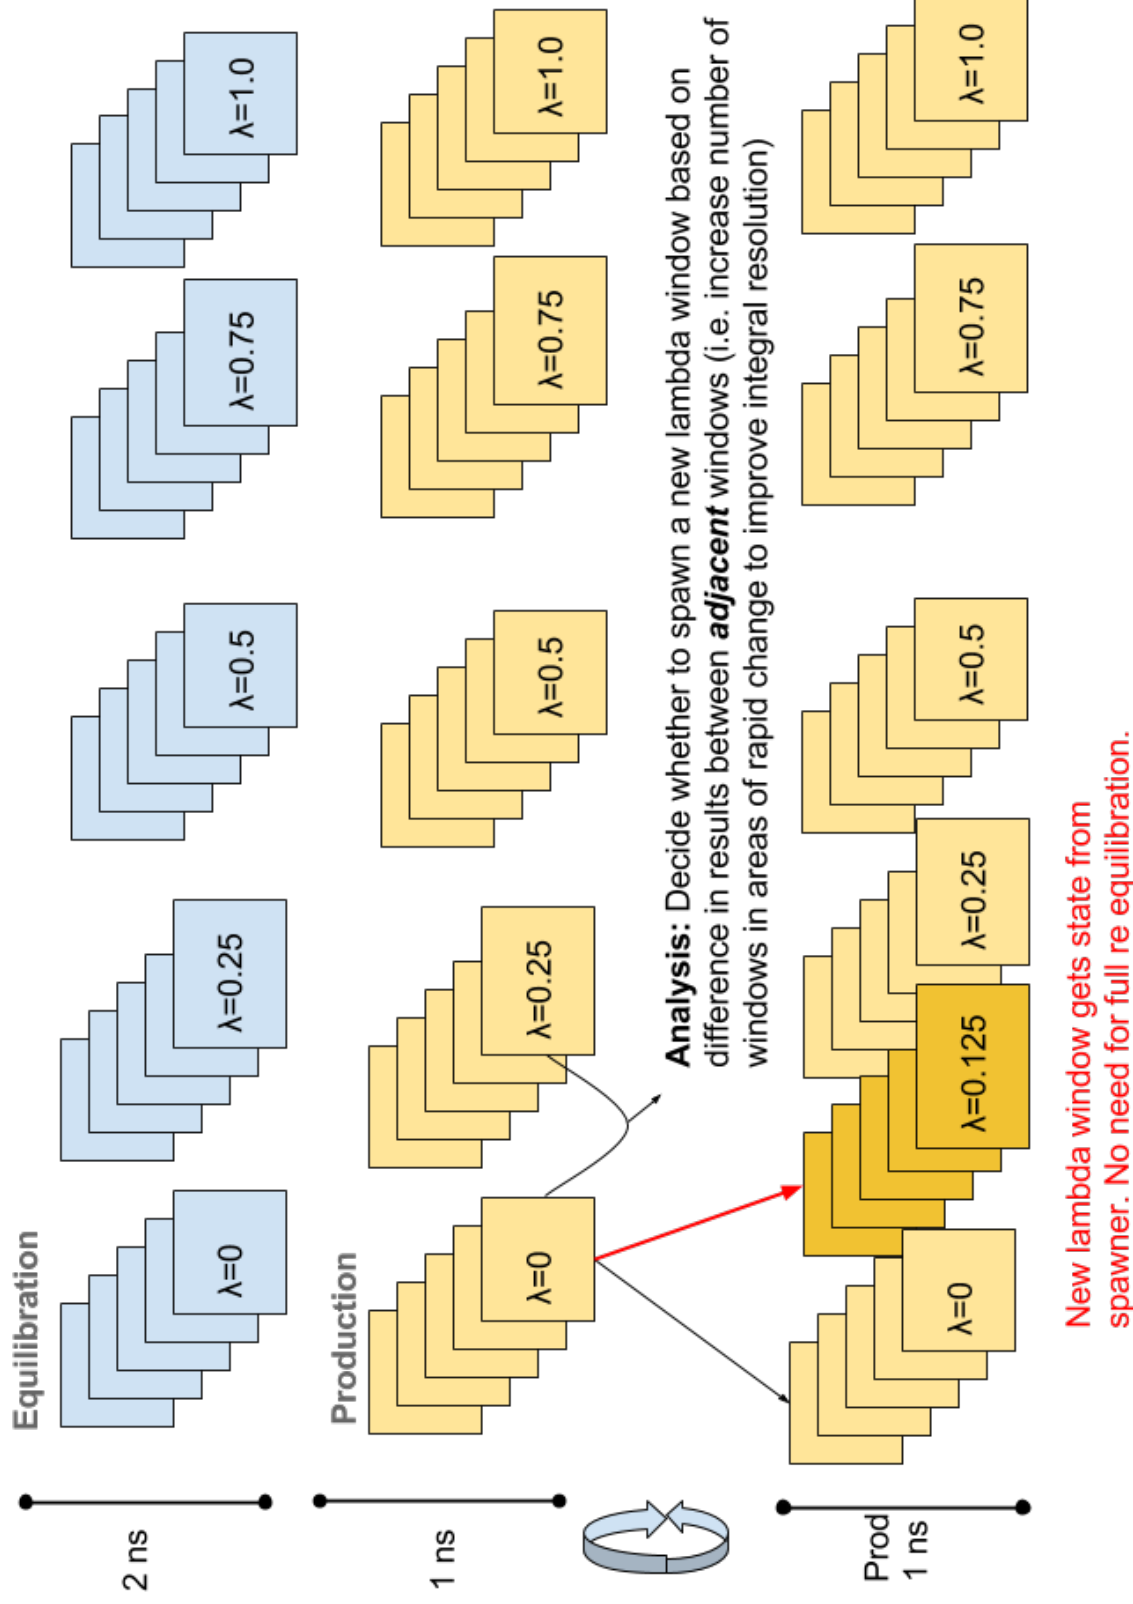 Equilibration
2 ns
λ=0
λ=0.25
λ=0.5
λ=0.75
λ=1.0
Production
1 ns
λ=0
λ=0.25
λ=0.5
λ=0.75
λ=1.0
Analysis: Decide whether to spawn a new lambda window based on
difference in results between adjacent windows (i.e. increase number of
windows in areas of rapid change to improve integral resolution)
Prod
1 ns
λ=0
λ=0.125
λ=0.25
λ=0.5
λ=0.75
λ=1.0
New lambda window gets state from
spawner. No need for full re equilibration.